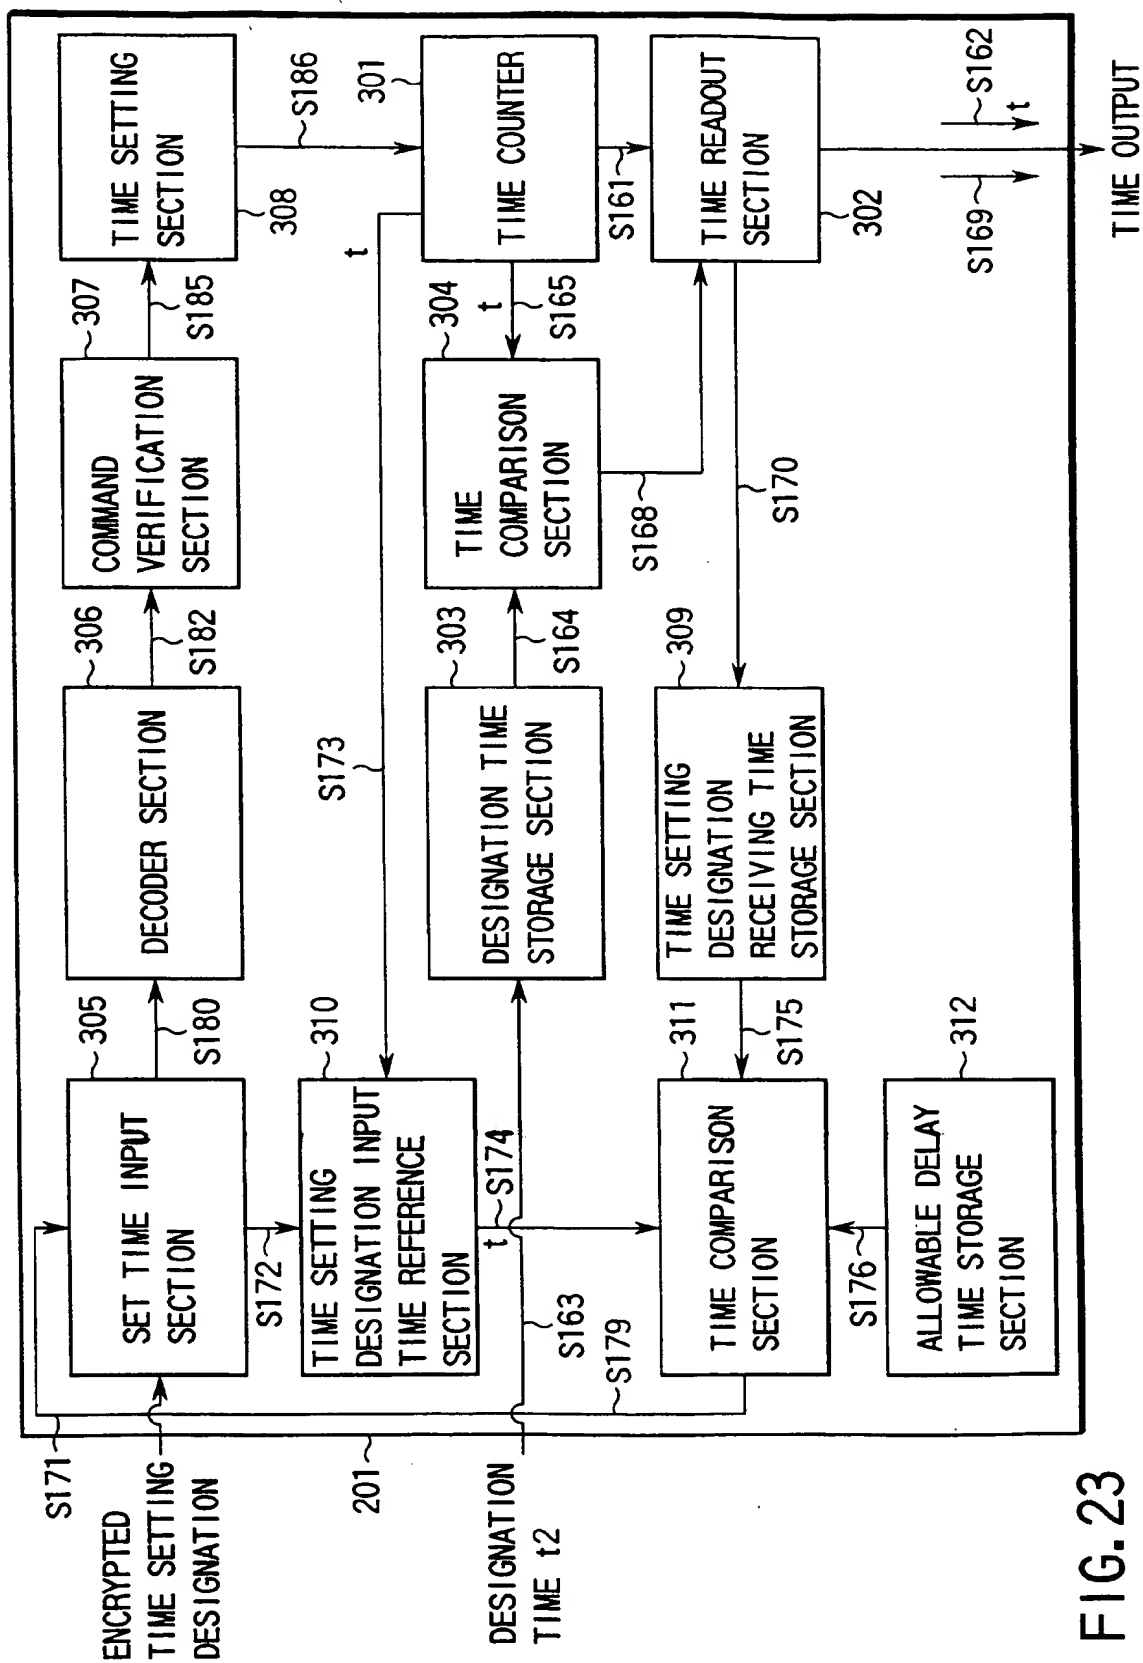 ENCRYPTED
TIME SETTING
DESIGNATION
S171
SET TIME INPUT
SECTION
305
S180
DECODER SECTION
306
S182
COMMAND
VERIFICATION
SECTION
307
S185
TIME SETTING
SECTION
308
S186
S172
TIME SETTING
DESIGNATION INPUT
TIME REFERENCE
SECTION
310
S173
t
301
TIME COUNTER
201
DESIGNATION
TIME t2
S163
t
S174
DESIGNATION TIME
STORAGE SECTION
303
S164
TIME
COMPARISON
SECTION
304
t
S165
S161
S168
S179
TIME COMPARISON
SECTION
311
S175
TIME SETTING
DESIGNATION
RECEIVING TIME
STORAGE SECTION
309
S170
TIME READOUT
SECTION
302
S176
ALLOWABLE DELAY
TIME STORAGE
SECTION
312
S169
S162
t
TIME OUTPUT
FIG. 23